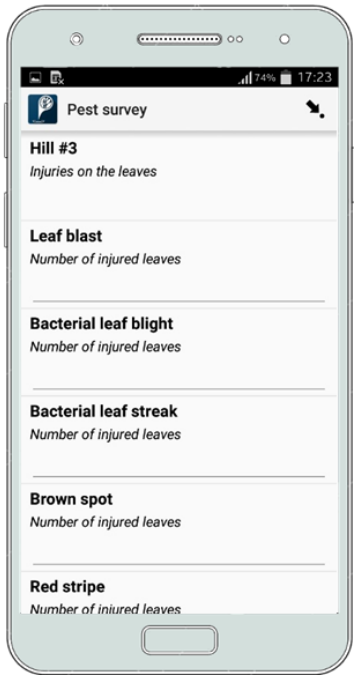 74% 17:23
Pest survey
Hill #3
Injuries on the leaves
Leaf blast
Number of injured leaves
Bacterial leaf blight
Number of injured leaves
Bacterial leaf streak
Number of injured leaves
Brown spot
Number of injured leaves
Red stripe
Number of injured leaves